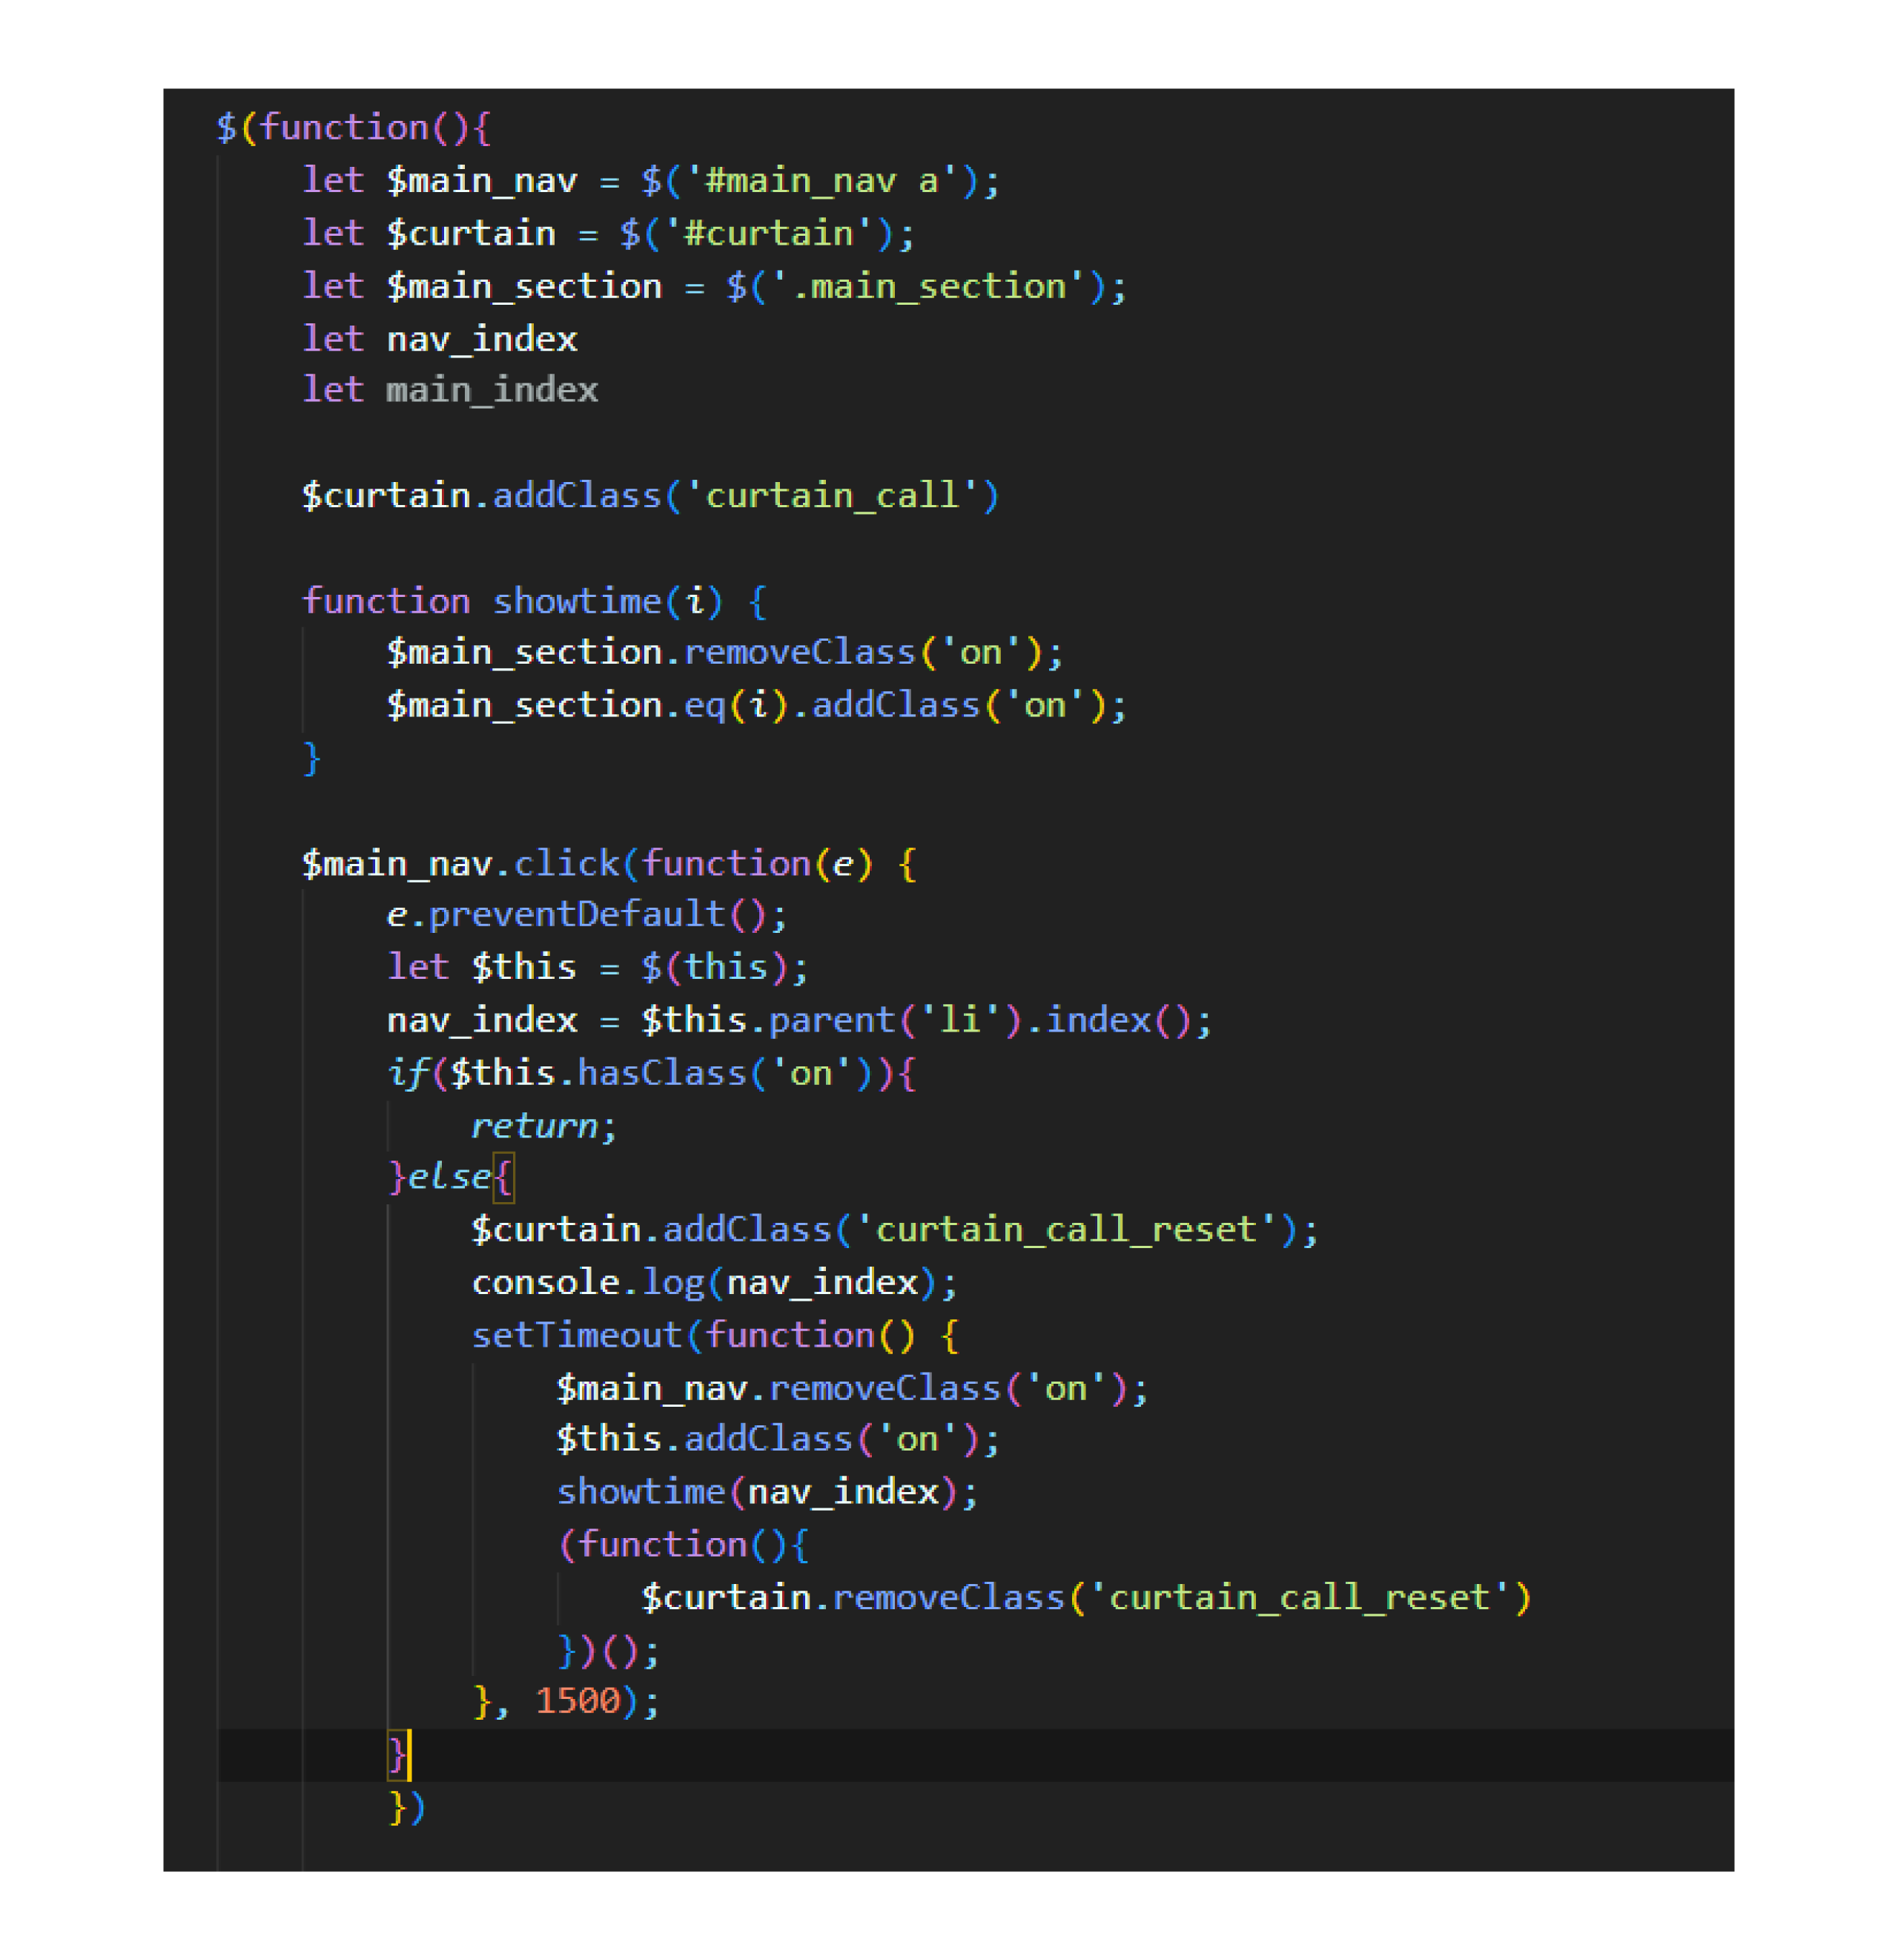 $(function(){
let $main_nav = $('#main_nav a');
let $curtain = $('#curtain');
let $main_section = $('.main_section');
let nav_index
let main_index
$curtain.addClass('curtain_call')
function showtime(i) {
$main_section.removeClass('on');
$main_section.eq(i).addClass('on');
}
$main_nav.click(function(e) {
e.preventDefault();
let $this = $(this);
nav_index = $this.parent('li').index();
if($this.hasClass('on')){
return;
}else{
$curtain.addClass('curtain_call_reset');
console.log(nav_index);
setTimeout(function() {
$main_nav.removeClass('on');
$this.addClass('on');
showtime(nav_index);
(function(){
$curtain.removeClass('curtain_call_reset')
})();
}, 1500);
}
})